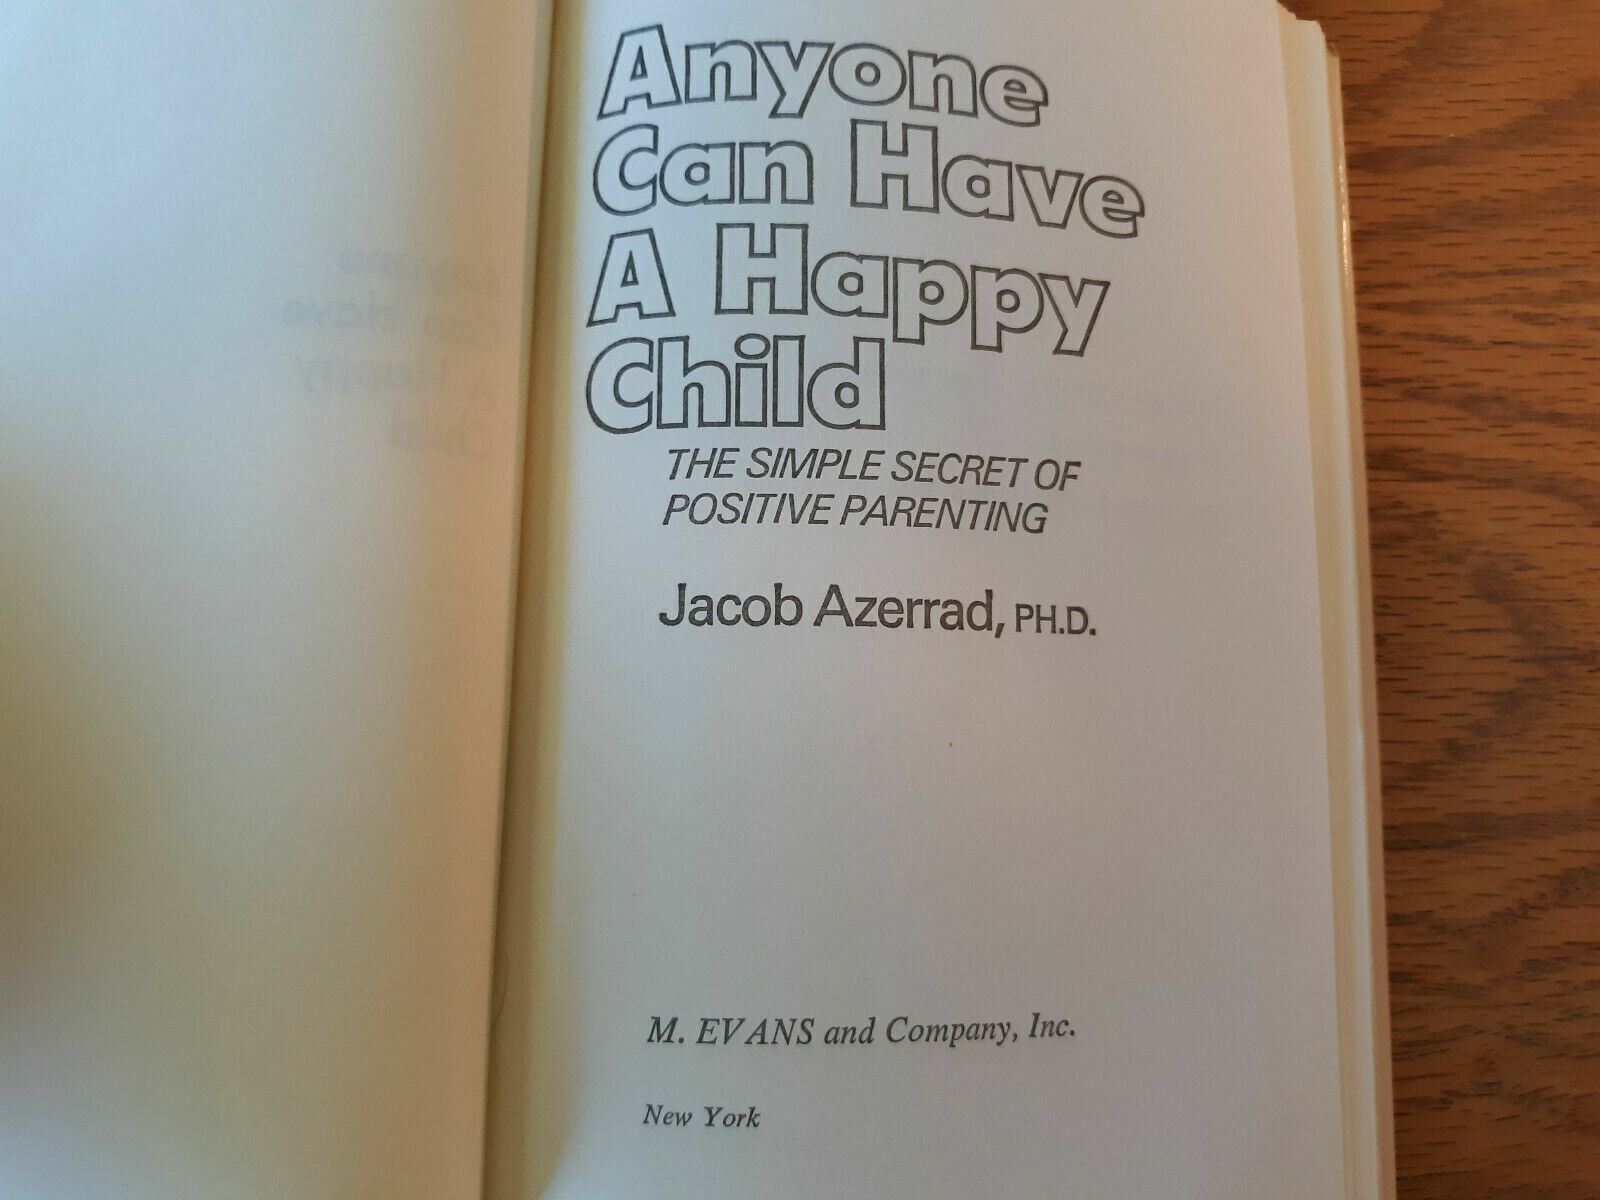 Anyone
Can Have
A Happy
Child
THE SIMPLE SECRET OF
POSITIVE PARENTING
Jacob Azerrad, PH.D.
M. EVANS and Company, Inc.
New York